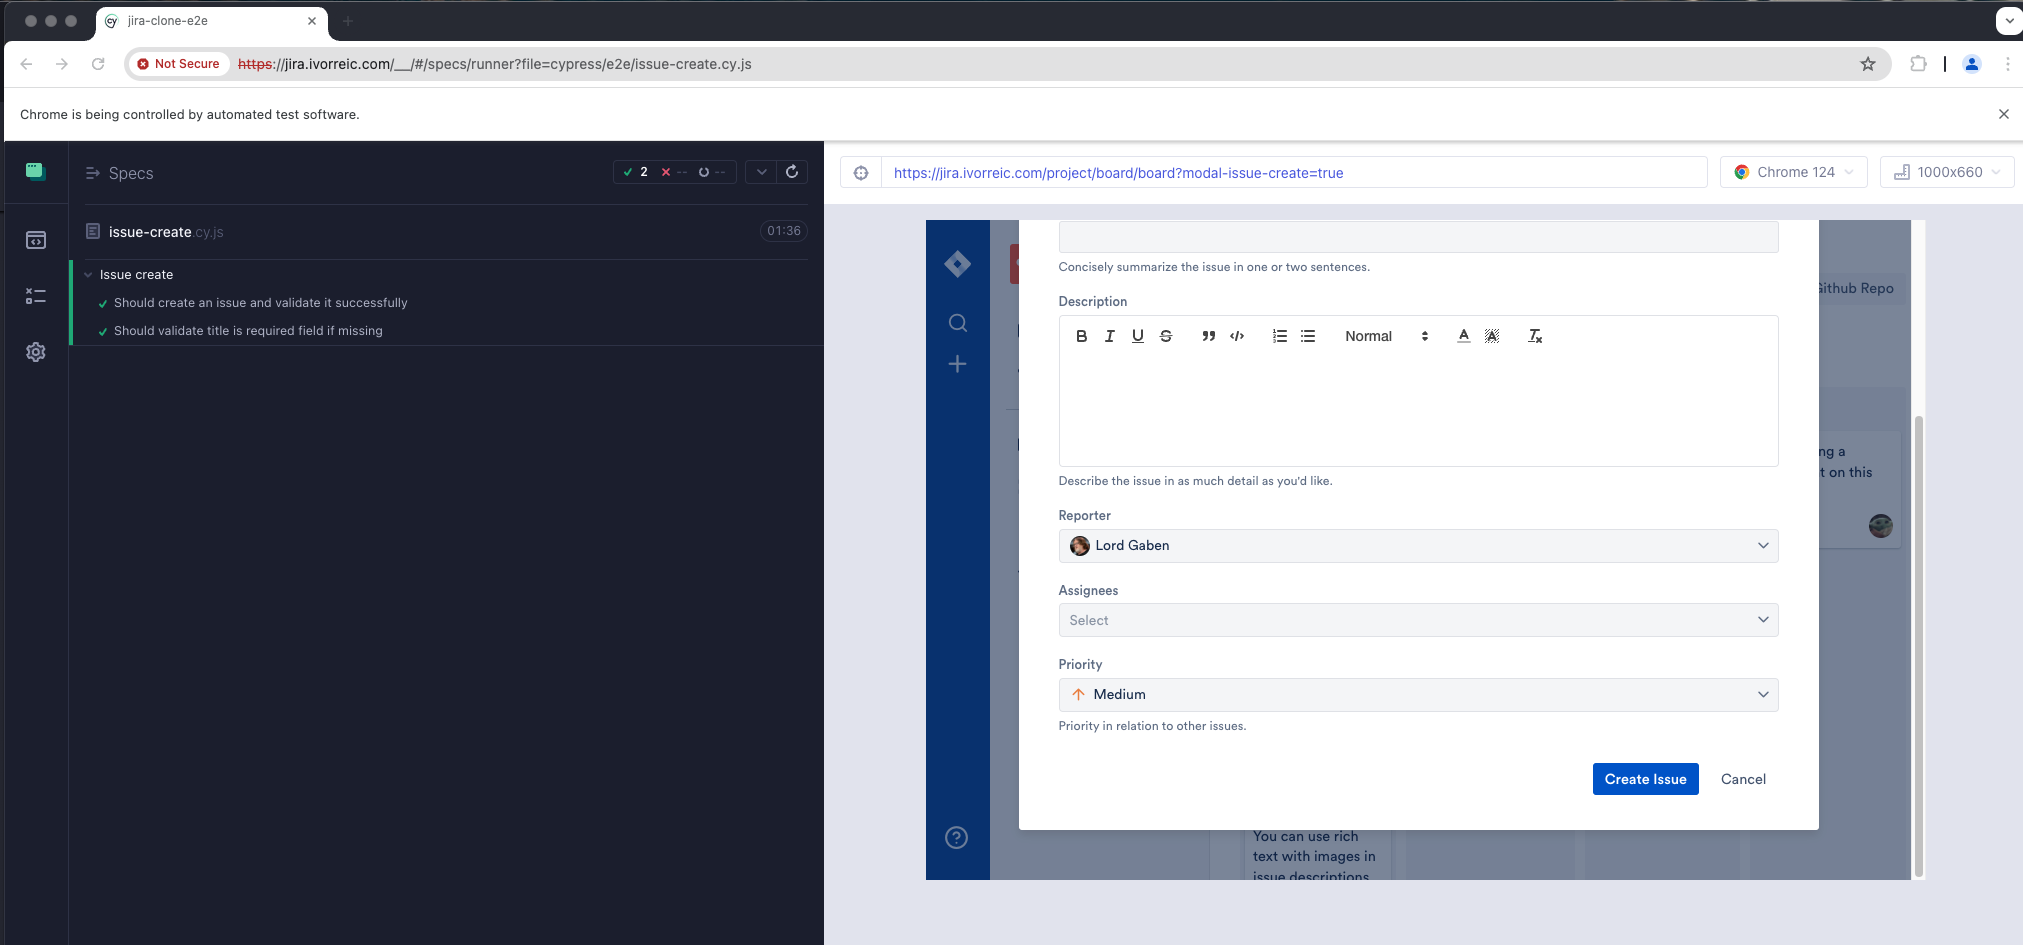 jira-clone-e2e
Not Secure https://jira.ivorreic.com/__/#/specs/runner?file=cypress/e2e/issue-create.cy.js
Chrome is being controlled by automated test software.
Specs
2 -- --
issue-create.cy.js
01:36
Issue create
Should create an issue and validate it successfully
Should validate title is required field if missing
https://jira.ivorreic.com/project/board/board?modal-issue-create=true
Chrome 124
1000x660
Concisely summarize the issue in one or two sentences.
Github Repo
Description
Normal
ng a
t on this
Describe the issue in as much detail as you'd like.
Reporter
Lord Gaben
Assignees
Select
Priority
Medium
Priority in relation to other issues.
Create Issue
Cancel
You can use rich
text with images in
issue descriptions